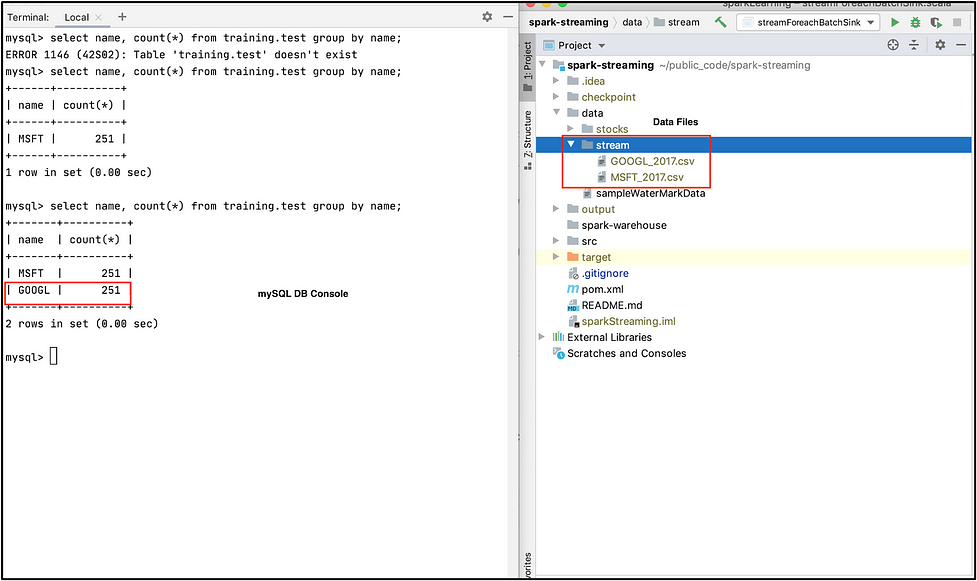 Terminal: Local × +
mysql> select name, count(*) from training.test group by name;
ERROR 1146 (42S02): Table 'training.test' doesn't exist
mysql> select name, count(*) from training.test group by name;
+------+----------+
| name | count(*) |
+------+----------+
| MSFT | 251 |
+------+----------+
1 row in set (0.00 sec)
mysql> select name, count(*) from training.test group by name;
+-------+----------+
| name | count(*) |
+-------+----------+
| MSFT | 251 |
| GOOGL | 251 |
+-------+----------+
2 rows in set (0.00 sec)
mysql>
mySQL DB Console
sparkLearning – streamForeachBatchSink.scala
spark-streaming data stream streamForeachBatchSink
1: Project
Z: Structure
vorites
Project
spark-streaming ~/public_code/spark-streaming
.idea
checkpoint
data
Data Files
stocks
stream
GOOGL_2017.csv
MSFT_2017.csv
sampleWaterMarkData
output
spark-warehouse
src
target
.gitignore
pom.xml
README.md
sparkStreaming.iml
External Libraries
Scratches and Consoles